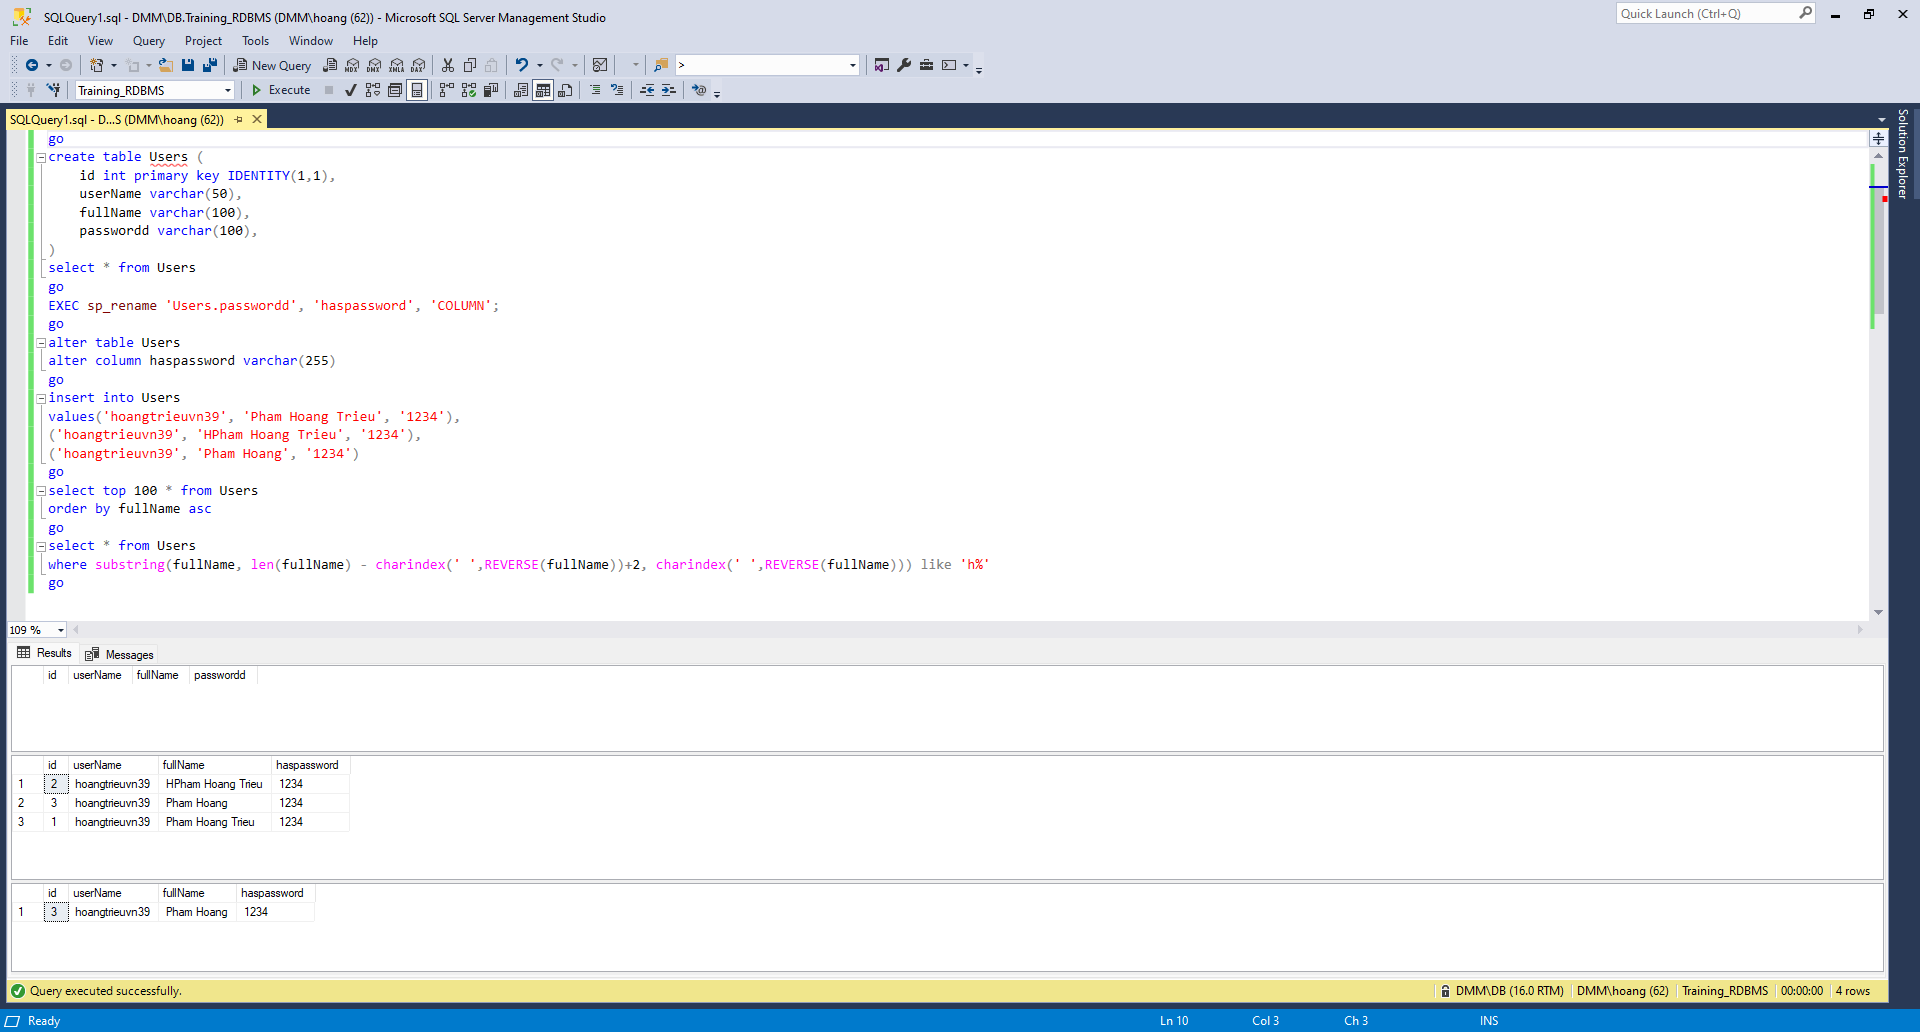 SQLQuery1.sql - DMM\DB.Training_RDBMS (DMM\hoang (62)) - Microsoft SQL Server Management Studio
Quick Launch (Ctrl+Q)
File Edit View Query Project Tools Window Help
New Query MDX DMX XMLA DAX >
Training_RDBMS Execute
SQLQuery1.sql - D...S (DMM\hoang (62))
Solution Explorer
go
create table Users (
id int primary key IDENTITY(1,1),
userName varchar(50),
fullName varchar(100),
passwordd varchar(100),
)
select * from Users
go
EXEC sp_rename 'Users.passwordd', 'haspassword', 'COLUMN';
go
alter table Users
alter column haspassword varchar(255)
go
insert into Users
values('hoangtrieuvn39', 'Pham Hoang Trieu', '1234'),
('hoangtrieuvn39', 'HPham Hoang Trieu', '1234'),
('hoangtrieuvn39', 'Pham Hoang', '1234')
go
select top 100 * from Users
order by fullName asc
go
select * from Users
where substring(fullName, len(fullName) - charindex(' ',REVERSE(fullName))+2, charindex(' ',REVERSE(fullName))) like 'h%'
go
109 %
Results Messages
id userName fullName passwordd
id userName fullName haspassword
1 2 hoangtrieuvn39 HPham Hoang Trieu 1234
2 3 hoangtrieuvn39 Pham Hoang 1234
3 1 hoangtrieuvn39 Pham Hoang Trieu 1234
id userName fullName haspassword
1 3 hoangtrieuvn39 Pham Hoang 1234
Query executed successfully. DMM\DB (16.0 RTM) DMM\hoang (62) Training_RDBMS 00:00:00 4 rows
Ready Ln 10 Col 3 Ch 3 INS